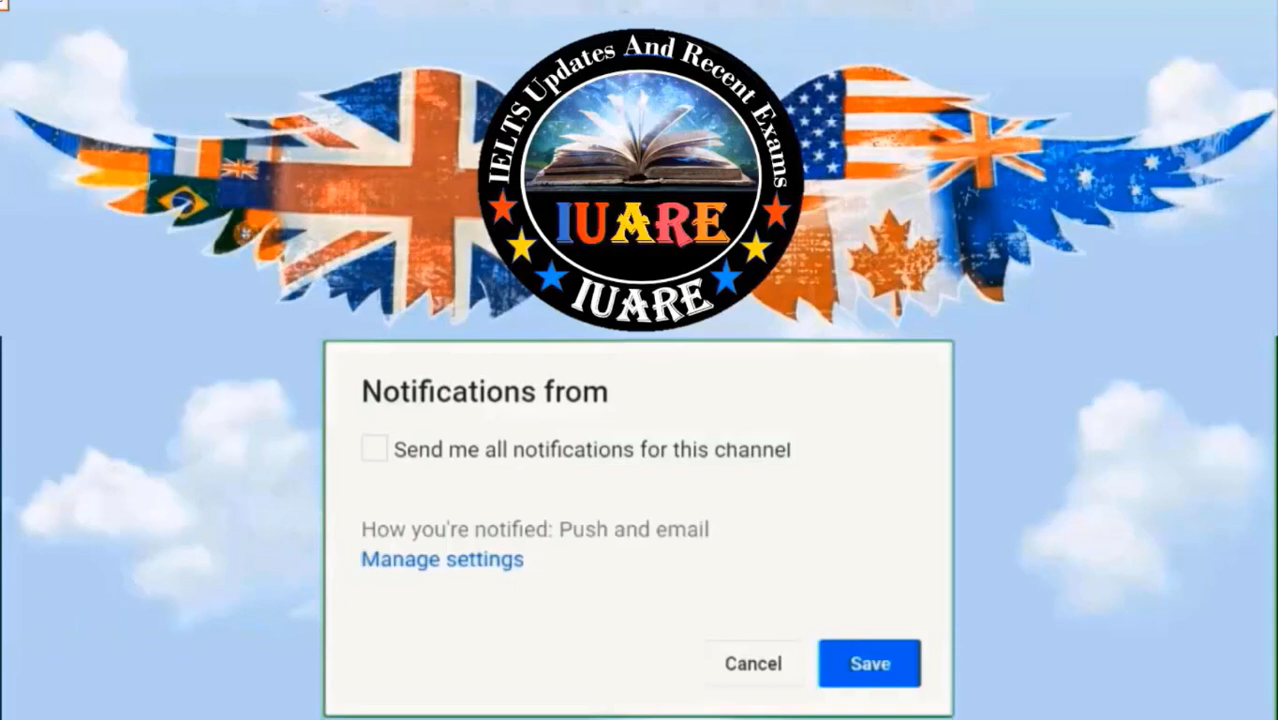 IELTS Updates And Recent Exams
IUARE
IUARE
Notifications from
Send me all notifications for this channel
How you're notified: Push and email
Manage settings
Cancel
Save